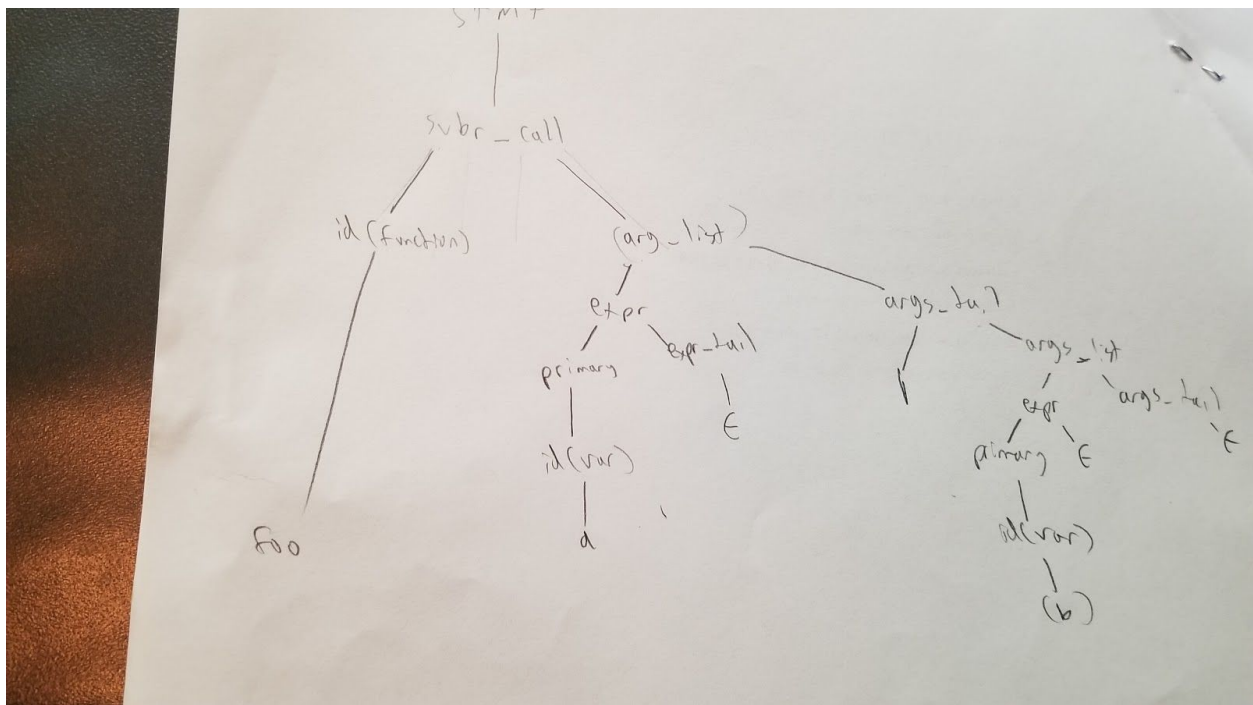 STMT
subr_call
id(function) (arg_list)
expr args_tail
primary expr_tail args_list
, expr args_tail
ε primary ε ε
id(var)
foo a id(var)
(b)